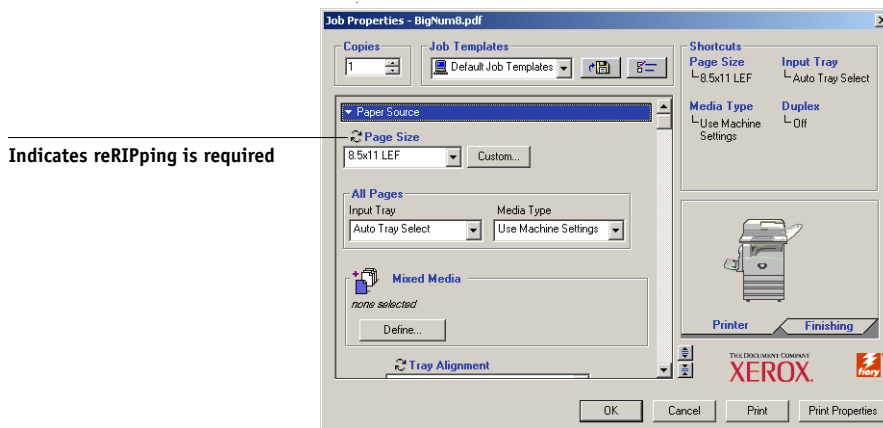 Job Properties - BigNum8.pdf
Copies
1
Job Templates
Default Job Templates
Paper Source
Page Size
8.5x11 LEF
Custom...
Indicates reRIPping is required
All Pages
Input Tray
Auto Tray Select
Media Type
Use Machine Settings
Mixed Media
none selected
Define...
Tray Alignment
Shortcuts
Page Size
8.5x11 LEF
Input Tray
Auto Tray Select
Media Type
Use Machine
Settings
Duplex
Off
Printer
Finishing
THE DOCUMENT COMPANY
XEROX.
fiery
OK
Cancel
Print
Print Properties